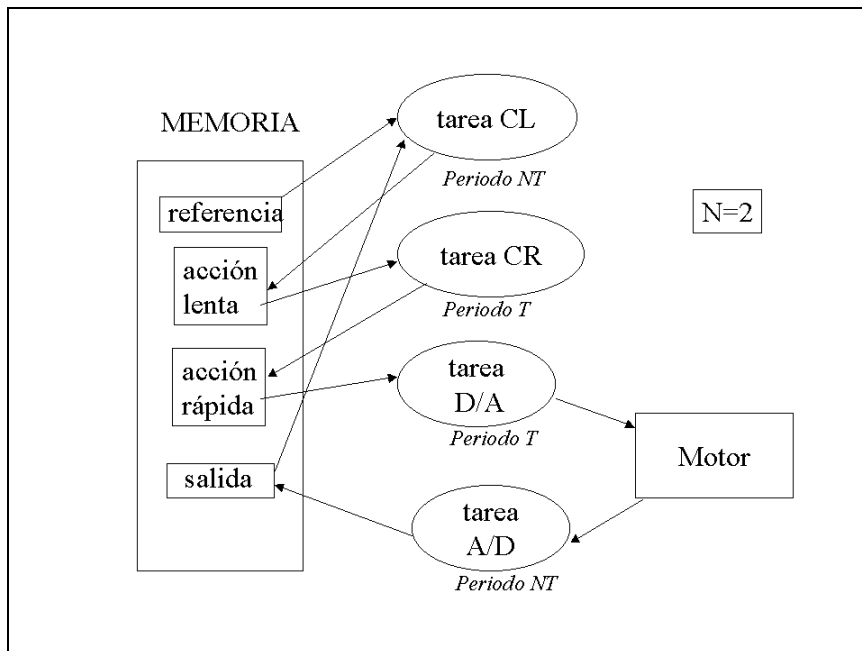 MEMORIA
referencia
acción
lenta
acción
rápida
salida
tarea CL
Periodo NT
tarea CR
Periodo T
tarea
D/A
Periodo T
tarea
A/D
Periodo NT
N=2
Motor